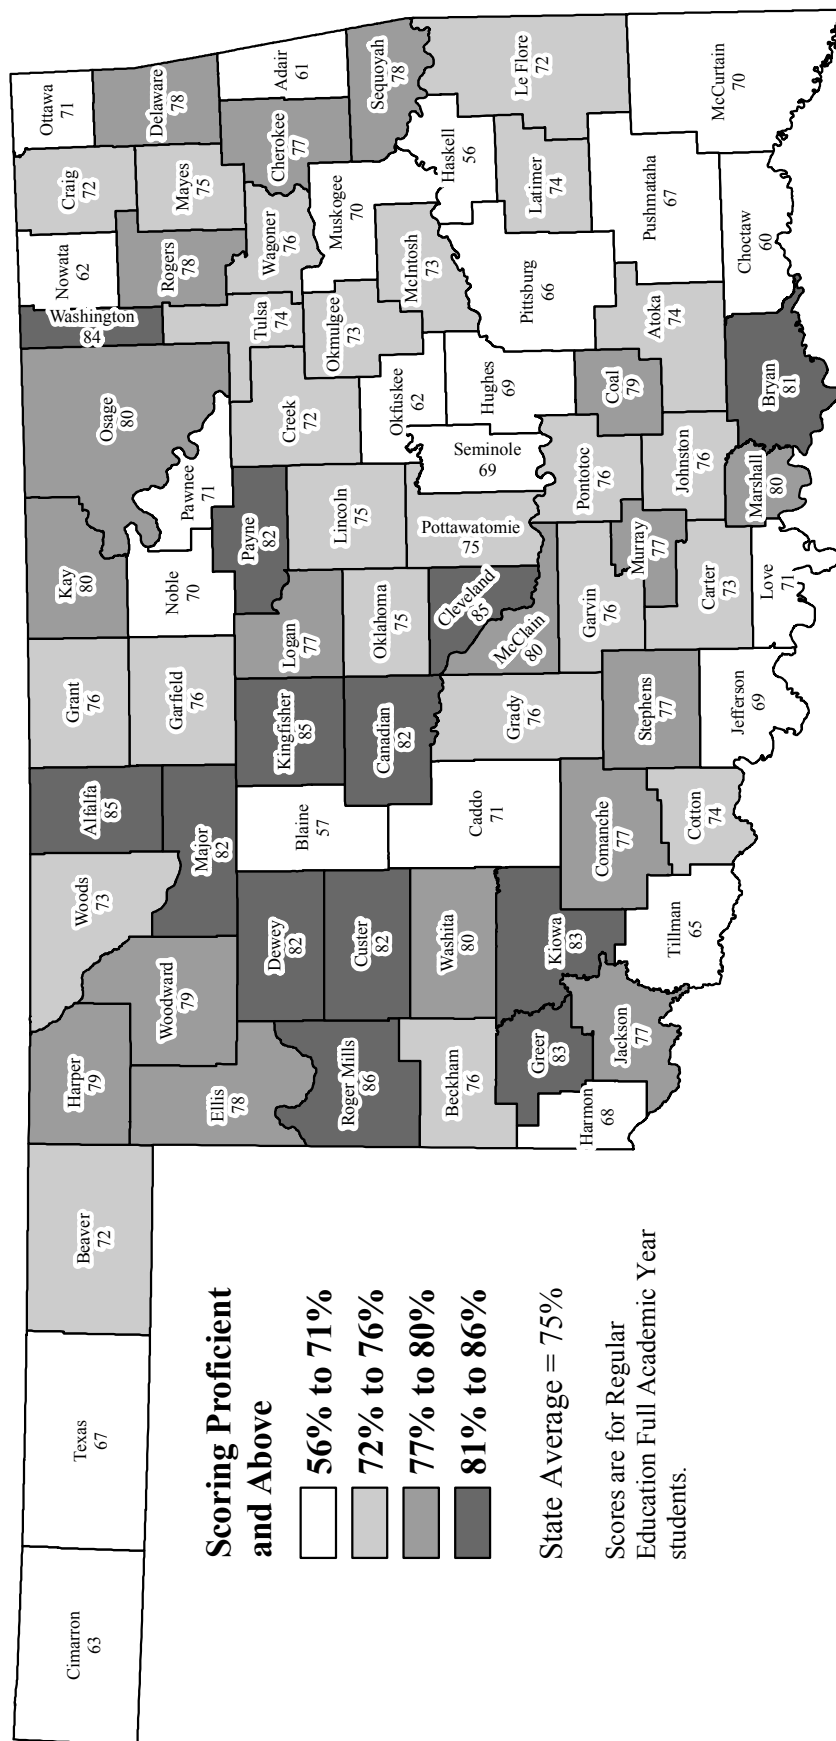 Cimarron
63
Texas
67
Beaver
72
Harper
79
Woods
73
Alfalfa
85
Grant
76
Kay
80
Osage
80
Washington
84
Nowata
62
Craig
72
Ottawa
71
Ellis
78
Woodward
79
Major
82
Garfield
76
Noble
70
Pawnee
71
Rogers
78
Mayes
75
Delaware
78
Roger Mills
86
Dewey
82
Blaine
57
Kingfisher
85
Logan
77
Payne
82
Creek
72
Tulsa
74
Wagoner
76
Cherokee
77
Adair
61
Custer
82
Canadian
82
Oklahoma
75
Lincoln
75
Okfuskee
62
Okmulgee
73
Muskogee
70
Sequoyah
78
Beckham
76
Washita
80
Caddo
71
Grady
76
Cleveland
85
McClain
80
Pottawatomie
75
Seminole
69
Hughes
69
McIntosh
73
Haskell
56
Pittsburg
66
Latimer
74
Le Flore
72
Harmon
68
Greer
83
Kiowa
83
Jackson
77
Comanche
77
Tillman
65
Cotton
74
Stephens
77
Jefferson
69
Garvin
76
Murray
77
Carter
73
Love
71
Pontotoc
76
Johnston
76
Marshall
80
Coal
79
Atoka
74
Bryan
81
Pushmataha
67
Choctaw
60
McCurtain
70
Scoring Proficient
and Above
56% to 71%
72% to 76%
77% to 80%
81% to 86%
State Average = 75%
Scores are for Regular
Education Full Academic Year
students.